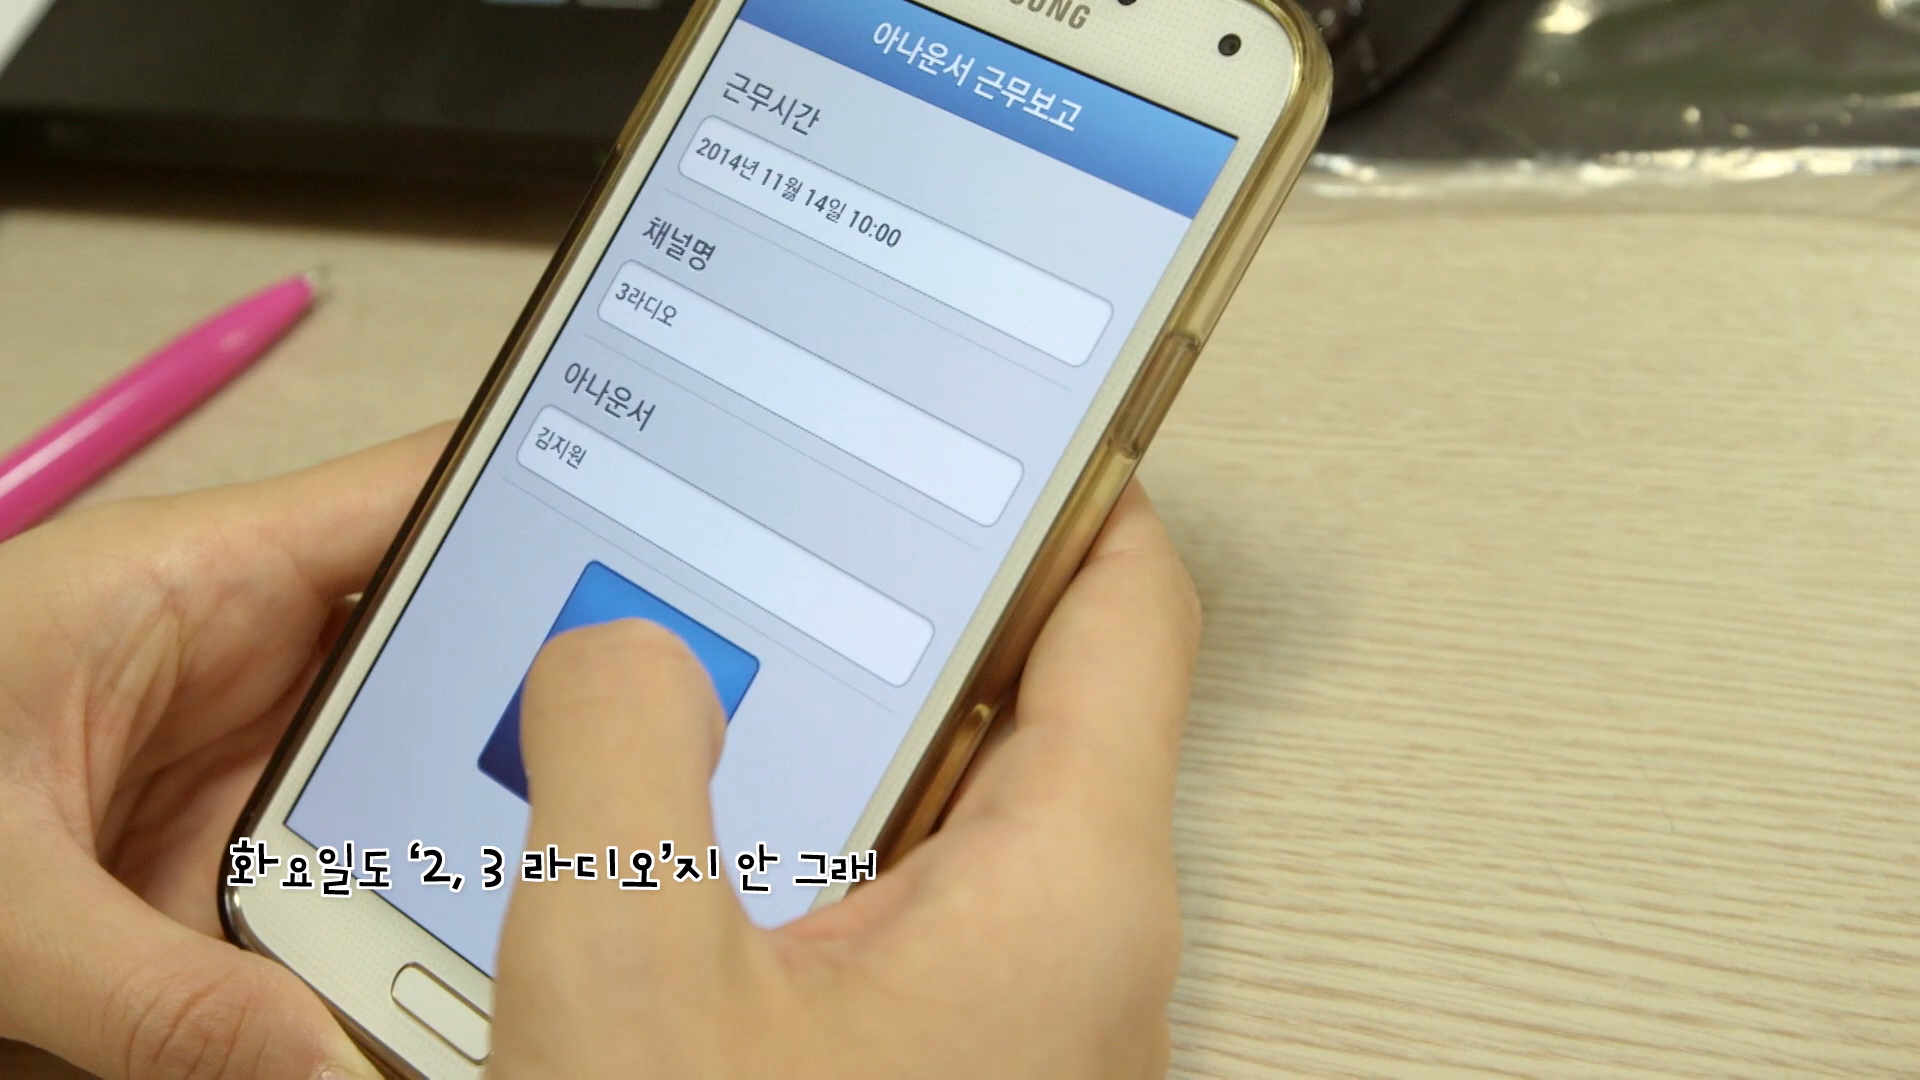 아나운서 근무보고
근무시간
2014년 11월 14일 10:00
채널명
3라디오
아나운서
김지원
화요일도 ‘2, 3 라디오’지 안 그래